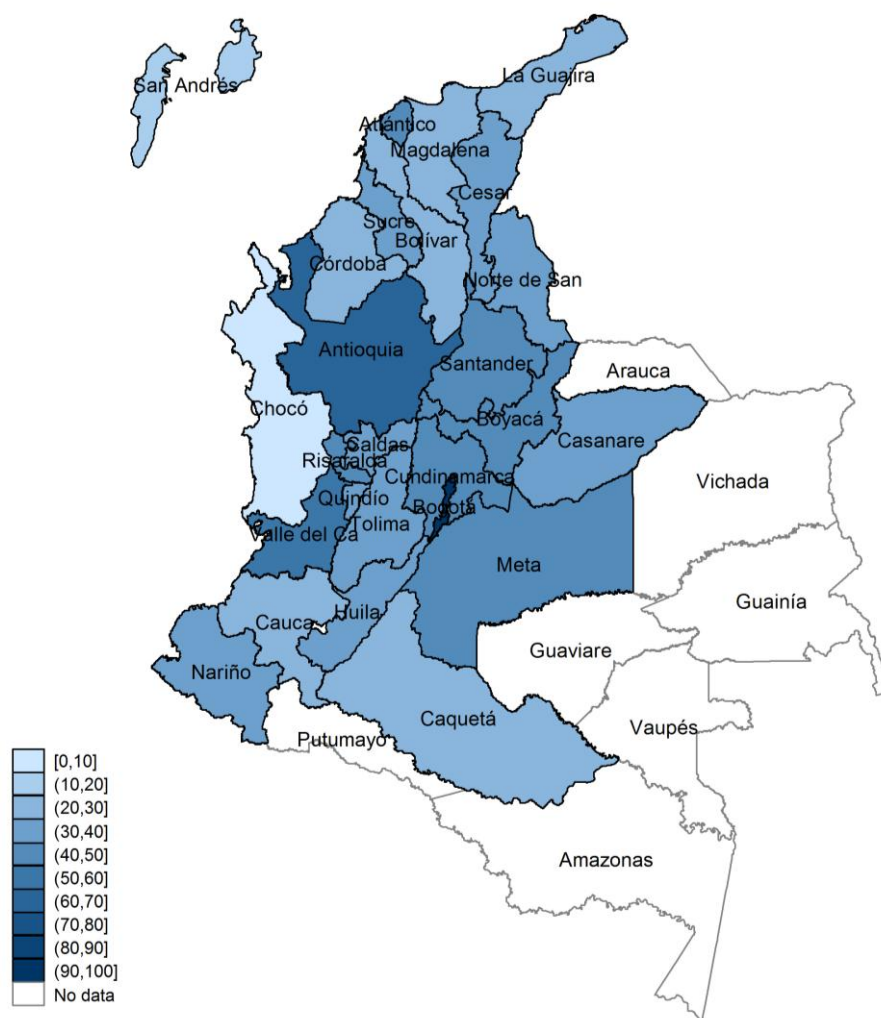 San Andrés
La Guajira
Atlántico
Magdalena
Cesar
Sucre
Bolívar
Córdoba
Norte de San
Antioquia
Santander
Arauca
Chocó
Boyacá
Caldas
Casanare
Risaralda
Cundinamarca
Vichada
Quindío
Bogotá
Tolima
Valle del Ca
Meta
Guainía
Huila
Cauca
Guaviare
Nariño
Caquetá
Vaupés
Putumayo
Amazonas
[0,10]
(10,20]
(20,30]
(30,40]
(40,50]
(50,60]
(60,70]
(70,80]
(80,90]
(90,100]
No data